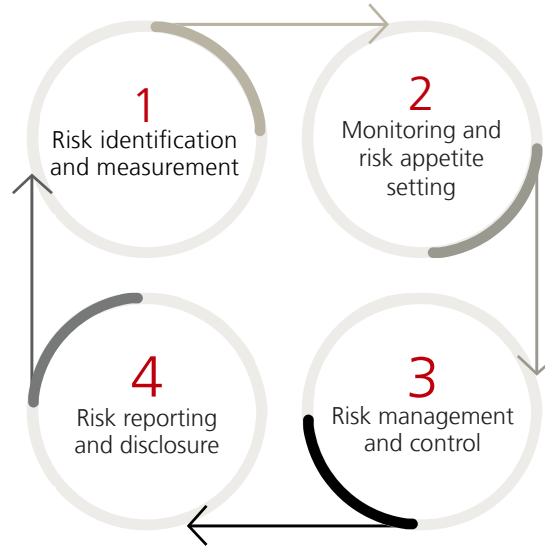 1
Risk identification
and measurement
2
Monitoring and
risk appetite
setting
3
Risk management
and control
4
Risk reporting
and disclosure